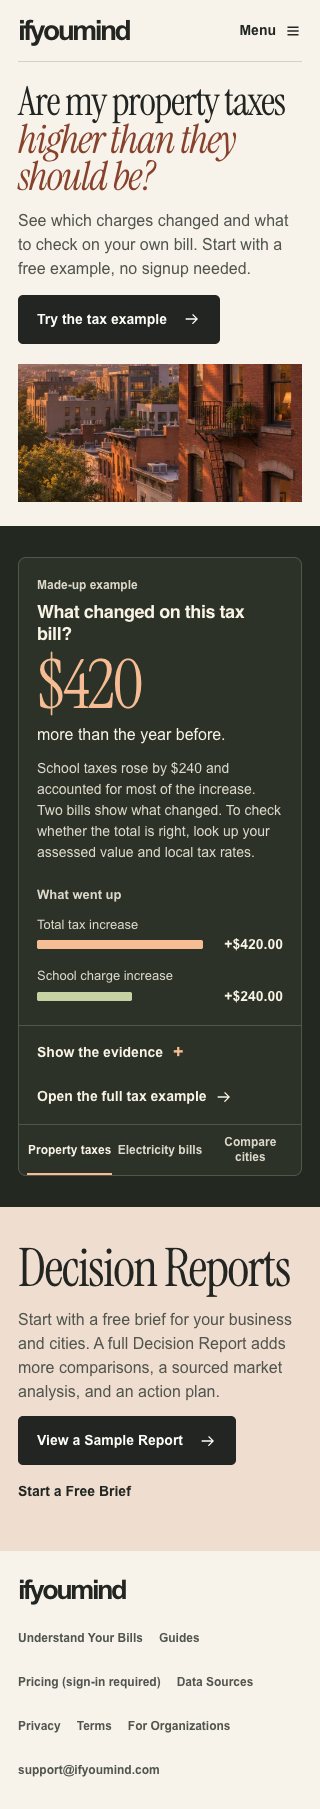 ifyoumind
Menu
Are my property taxes
higher than they
should be?
See which charges changed and what
to check on your own bill. Start with a
free example, no signup needed.
Try the tax example →
Made-up example
What changed on this tax
bill?
$420
more than the year before.
School taxes rose by $240 and
accounted for most of the increase.
Two bills show what changed. To check
whether the total is right, look up your
assessed value and local tax rates.
What went up
Total tax increase
+$420.00
School charge increase
+$240.00
Show the evidence +
Open the full tax example →
Property taxes Electricity bills Compare
cities
Decision Reports
Start with a free brief for your business
and cities. A full Decision Report adds
more comparisons, a sourced market
analysis, and an action plan.
View a Sample Report →
Start a Free Brief
ifyoumind
Understand Your Bills Guides
Pricing (sign-in required) Data Sources
Privacy Terms For Organizations
support@ifyoumind.com